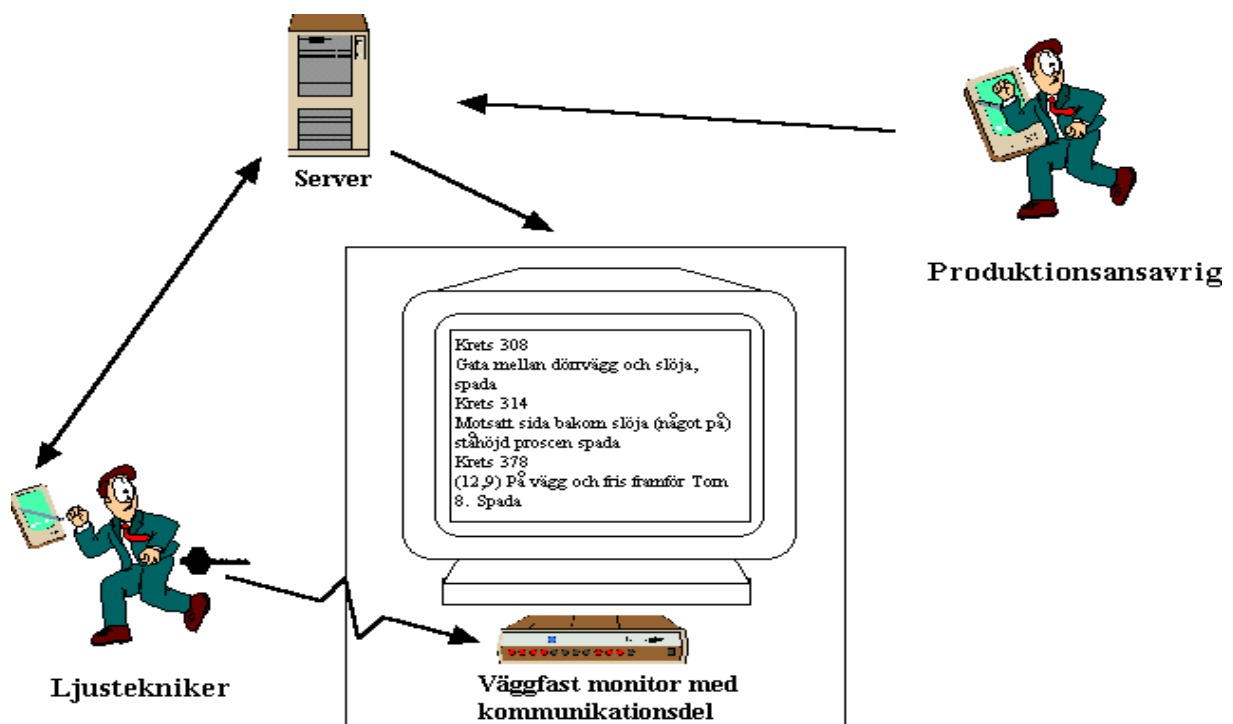 Server
Produktionsansavrig
Krets 308
Gata mellan dörrvägg och slöja,
spada
Krets 314
Motsatt sida bakom slöja (något på)
ståhöjd proscen spada
Krets 378
(12,9) På vägg och fris framför Torn
8. Spada
Ljustekniker
Väggfast monitor med
kommunikationsdel